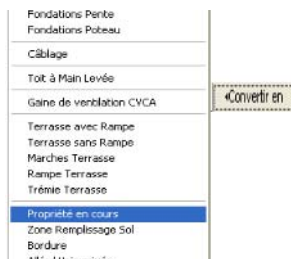 Fondations Pente
Fondations Poteau
Câblage
Toit à Main Levée
Gaine de ventilation CVCA
Convertir en
Terrasse avec Rampe
Terrasse sans Rampe
Marches Terrasse
Rampe Terrasse
Trémie Terrasse
Propriété en cours
Zone Remplissage Sol
Bordure